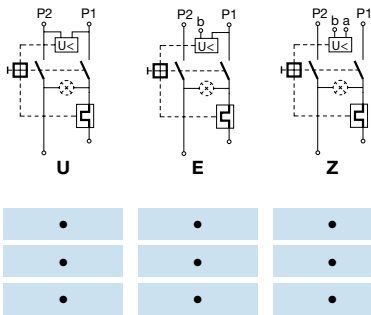 P2 P1 P2 b P1 P2 b a P1
U< U< U<
U E Z
• • •
• • •
• • •